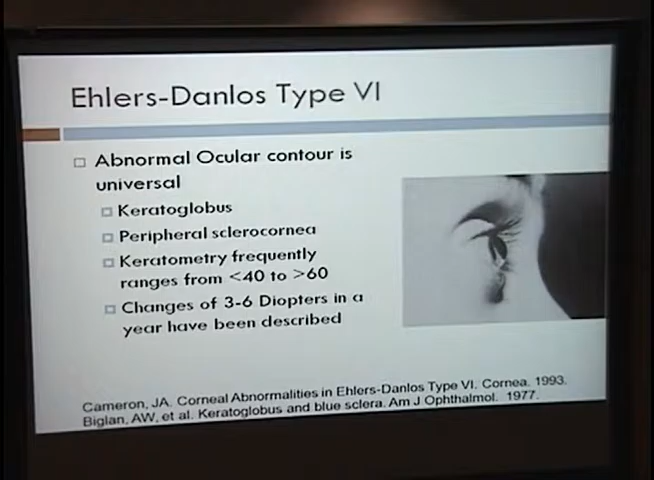 Ehlers-Danlos Type VI
Abnormal Ocular contour is
universal
Keratoglobus
Peripheral sclerocornea
Keratometry frequently
ranges from <40 to >60
Changes of 3-6 Diopters in a
year have been described
Cameron, JA. Corneal Abnormalities in Ehlers-Danlos Type VI. Cornea. 1993.
Biglan, AW, et al. Keratoglobus and blue sclera. Am J Ophthalmol. 1977.